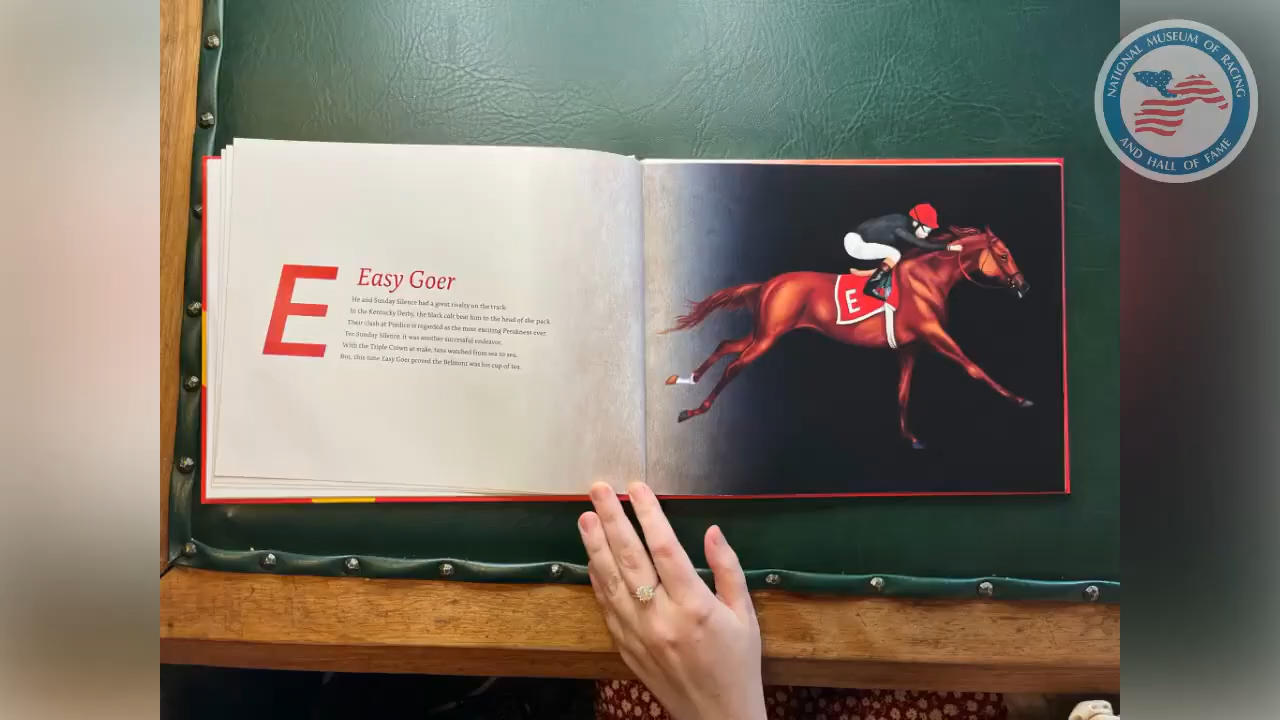 E
Easy Goer
He and Sunday Silence had a great rivalry on the track.
In the Kentucky Derby, the black colt beat him to the head of the pack.
Their clash at Pimlico is regarded as the most exciting Preakness ever.
For Sunday Silence, it was another successful endeavor.
With the Triple Crown at stake, fans watched from sea to sea.
But, this time Easy Goer proved the Belmont was his cup of tea.
E
NATIONAL MUSEUM OF RACING
AND HALL OF FAME